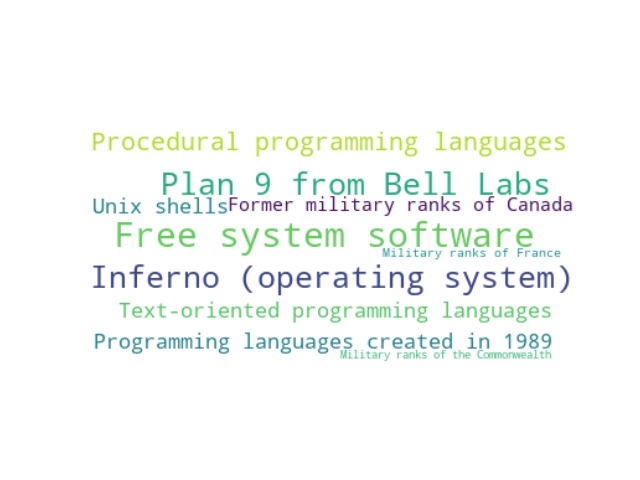 Procedural programming languages
Plan 9 from Bell Labs
Unix shells
Former military ranks of Canada
Free system software
Military ranks of France
Inferno (operating system)
Text-oriented programming languages
Programming languages created in 1989
Military ranks of the Commonwealth